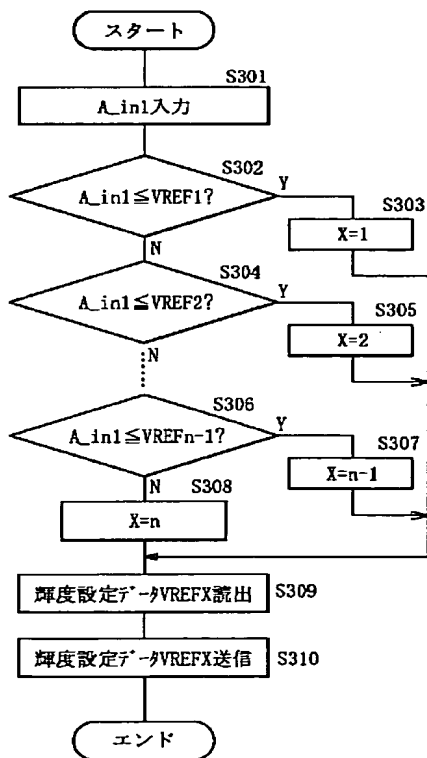 スタート
S301
A_in1入力
S302
A_in1≦VREF1?
Y
S303
X=1
N
S304
A_in1≦VREF2?
Y
S305
X=2
N
S306
A_in1≦VREFn-1?
Y
S307
X=n-1
N
S308
X=n
輝度設定データVREFX読出
S309
輝度設定データVREFX送信
S310
エンド